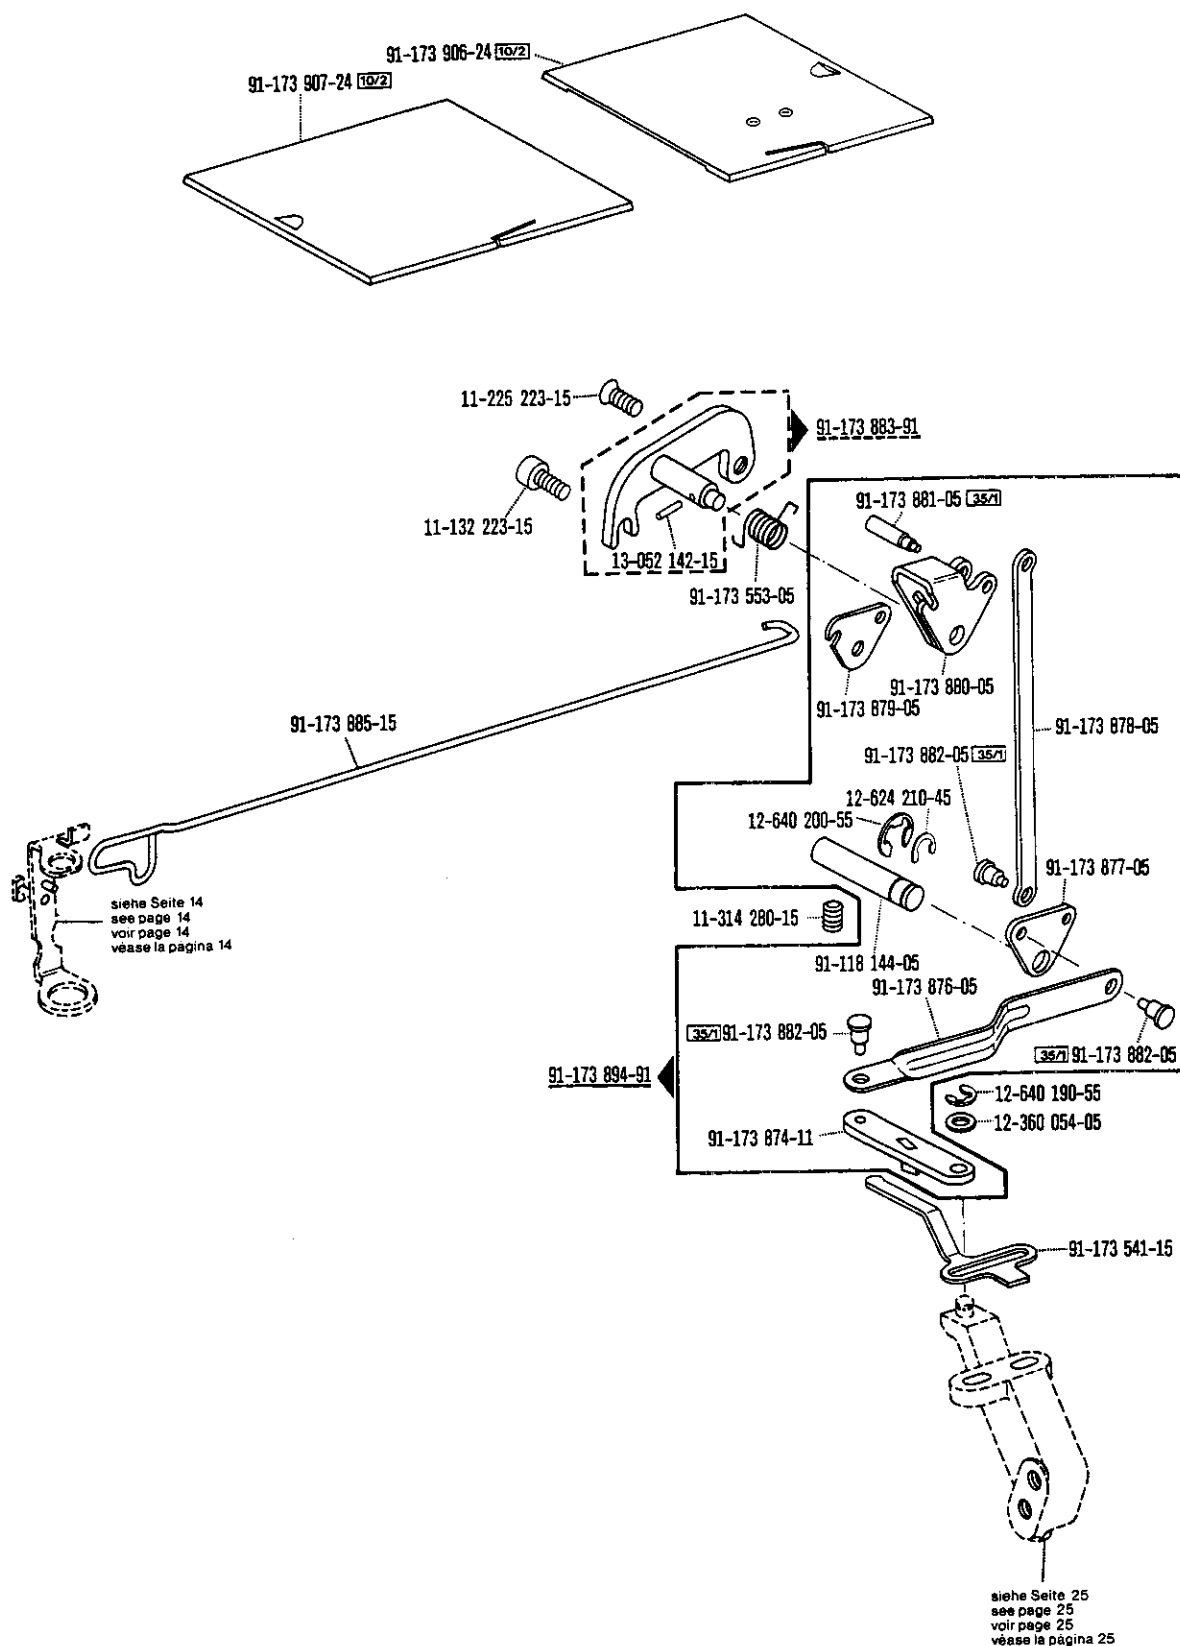 91-173 906-24 10/2
91-173 907-24 10/2
11-225 223-15
91-173 883-91
11-132 223-15
13-052 142-15
91-173 553-05
91-173 881-05 35/1
91-173 880-05
91-173 879-05
91-173 885-15
91-173 878-05
91-173 882-05 35/1
12-624 210-45
12-640 200-55
91-173 877-05
siehe Seite 14
see page 14
voir page 14
véase la página 14
11-314 280-15
91-118 144-05
91-173 876-05
35/1 91-173 882-05
35/1 91-173 882-05
91-173 894-91
12-640 190-55
12-360 054-05
91-173 874-11
91-173 541-15
siehe Seite 25
see page 25
voir page 25
véase la página 25